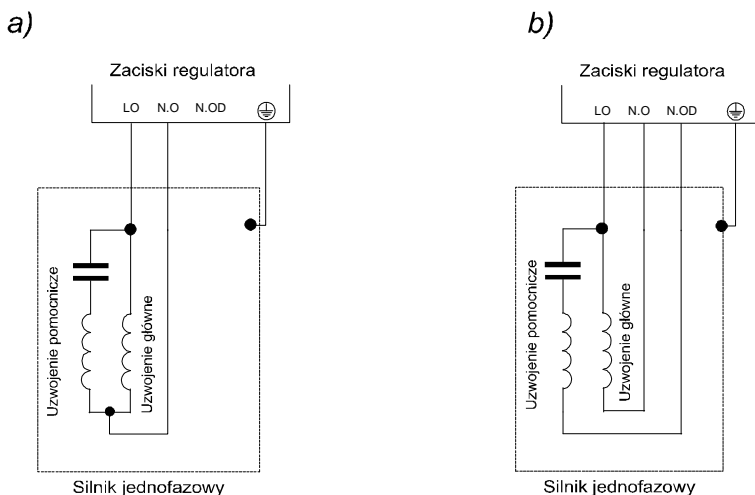 a)
Zaciski regulatora
LO N.O N.OD
Uzwojenie pomocnicze
Uzwojenie główne
Silnik jednofazowy
b)
Zaciski regulatora
LO N.O N.OD
Uzwojenie pomocnicze
Uzwojenie główne
Silnik jednofazowy